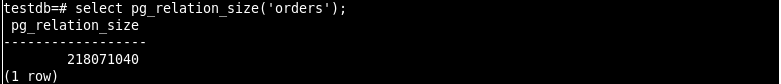 testdb=# select pg_relation_size('orders');
 pg_relation_size
------------------
        218071040
(1 row)